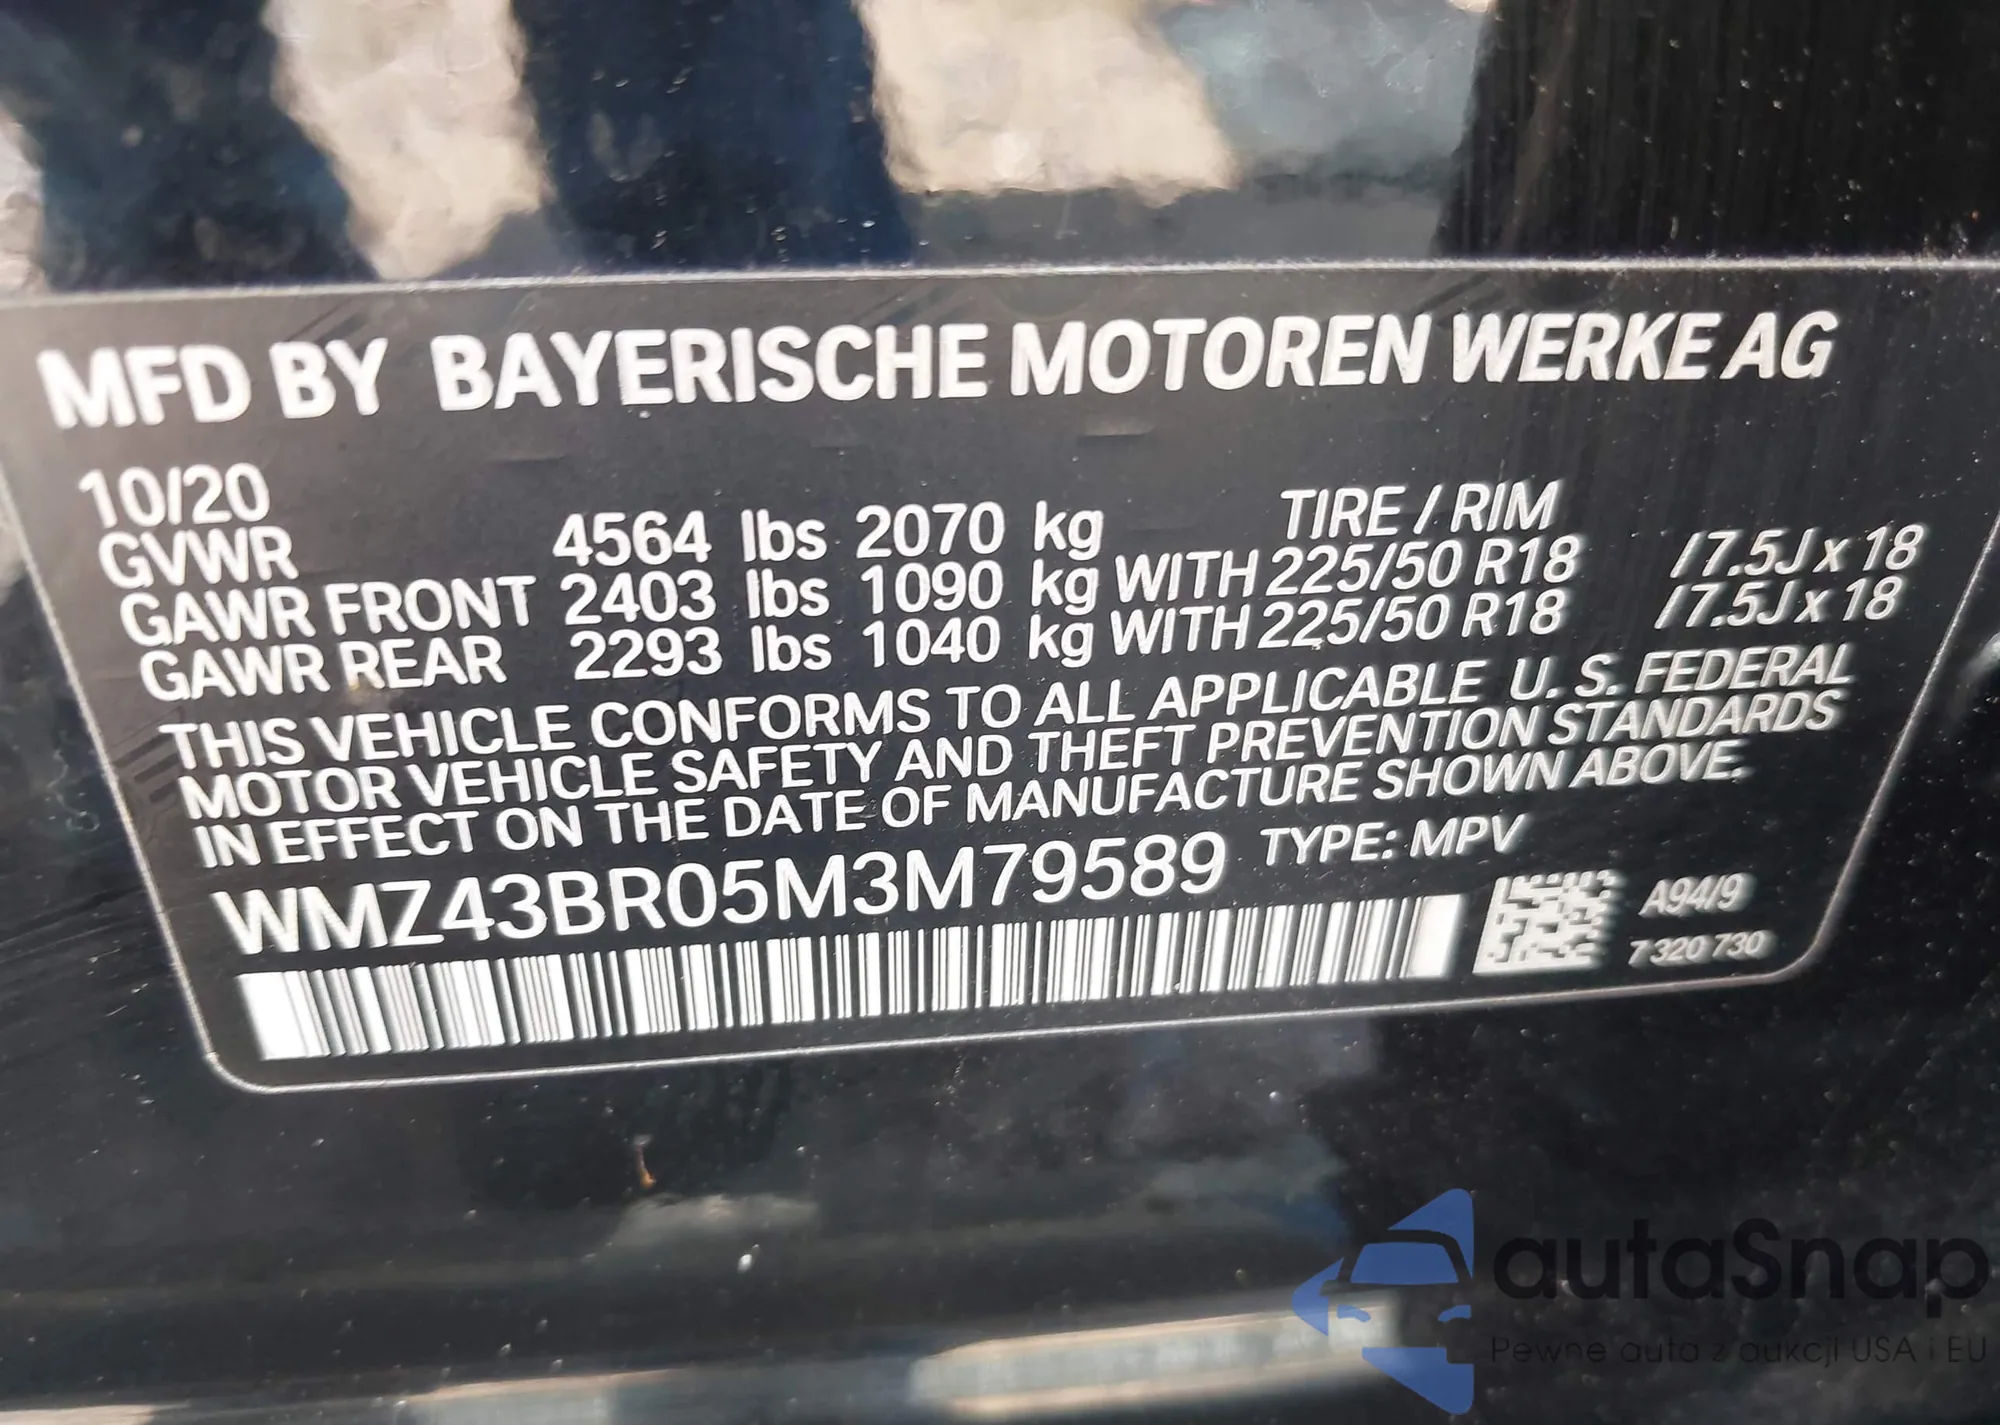 MFD BY BAYERISCHE MOTOREN WERKE AG
10/20
TIRE / RIM
GVWR 4564 lbs 2070 kg
GAWR FRONT 2403 lbs 1090 kg WITH 225/50 R18 / 7.5J x 18
GAWR REAR 2293 lbs 1040 kg WITH 225/50 R18 / 7.5J x 18
THIS VEHICLE CONFORMS TO ALL APPLICABLE U. S. FEDERAL
MOTOR VEHICLE SAFETY AND THEFT PREVENTION STANDARDS
IN EFFECT ON THE DATE OF MANUFACTURE SHOWN ABOVE.
WMZ43BR05M3M79589 TYPE: MPV
A94/9
7 320 730
autaSnap
Pewne auta z aukcji USA i EU